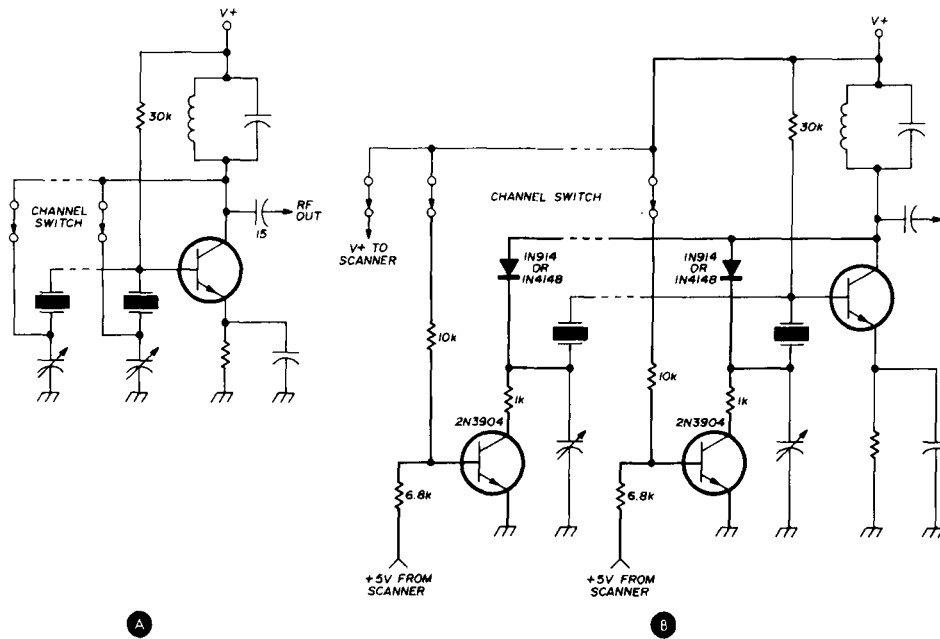 V+
30k
CHANNEL
SWITCH
RF
OUT
15
A
V+
30k
CHANNEL SWITCH
V+ TO
SCANNER
1N914
OR
1N4148
1N914
OR
1N4148
10k
10k
1k
1k
2N3904
2N3904
6.8k
6.8k
+5V FROM
SCANNER
+5V FROM
SCANNER
B